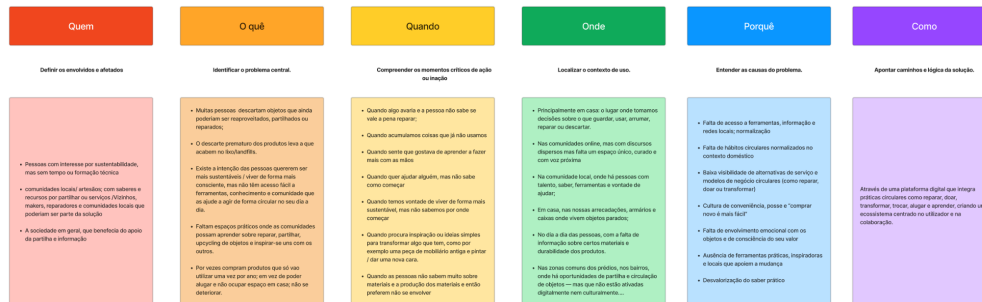 Quem
O quê
Quando
Onde
Porquê
Como
Definir os envolvidos e afetados
Identificar o problema central.
Compreender os momentos críticos de ação
ou inação
Localizar o contexto de uso.
Entender as causas do problema.
Apontar caminhos e lógica da solução.
Pessoas com interesse por sustentabilidade,
mas sem tempo ou formação técnica
comunidades locais/ artesãos; com saberes e
recursos por partilhar ou serviços./Vizinhos,
makers, reparadores e comunidades locais que
poderiam ser parte da solução
A sociedade em geral, que benefecia do apoio
da partilha e informação
Muitas pessoas descartam objetos que ainda
poderiam ser reaproveitados, partilhados ou
reparados;
O descarte prematuro dos produtos leva a que
acabem no lixo/landfills.
Existe a intenção das pessoas quererem ser
mais sustentáveis / viver de forma mais
consciente, mas não têm acesso fácil a
ferramentas, conhecimento e comunidade que
as ajude a agir de forma circular no seu dia a
dia.
Faltam espaços práticos onde as comunidades
possam aprender sobre reparar, partilhar,
upcycling de objetos e inspirar-se uns com os
outros.
Por vezes compram produtos que só vao
utilizar uma vez por ano; em vez de poder
alugar e não ocupar espaço em casa; não se
deteriorar.
Quando algo avaria e a pessoa não sabe se
vale a pena reparar;
Quando acumulamos coisas que já não usamos
Quando sente que gostava de aprender a fazer
mais com as mãos
Quando quer ajudar alguém, mas não sabe
como começar
Quando temos vontade de viver de forma mais
sustentável, mas não sabemos por onde
começar
Quando procura inspiração ou ideias simples
para transformar algo que tem, como por
exemplo uma peça de mobiliário antiga e pintar
/ dar uma nova cara.
Quando as pessoas não sabem muito sobre
materiais e a produção dos materiais e então
preferem não se envolver
Principalmente em casa: o lugar onde tomamos
decisões sobre o que guardar, usar, arrumar,
reparar ou descartar.
Nas comunidades online, mas com discursos
dispersos mas falta um espaço único, curado e
com voz próxima
Na comunidade local, onde há pessoas com
talento, saber, ferramentas e vontade de
ajudar;
Em casa, nas nossas arrecadações, armários e
caixas onde vivem objetos parados;
No dia a dia das pessoas, com a falta de
informação sobre certos materiais e
durabilidade dos produtos.
Nas zonas comuns dos prédios, nos bairros,
onde há oportunidades de partilha e circulação
de objetos — mas que não estão ativadas
digitalmente nem culturalmente....
Falta de acesso a ferramentas, informação e
redes locais; normalização
Falta de hábitos circulares normalizados no
contexto doméstico
Baixa visibilidade de alternativas de serviço e
modelos de negócio circulares (como reparar,
doar ou transformar)
Cultura de conveniência, posse e “comprar
novo é mais fácil”
Falta de envolvimento emocional com os
objetos e consciência do seu valor
Ausência de ferramentas práticas, inspiradoras
e locais que apoiem a mudança
Desvalorização do saber prático
Através de uma plataforma digital que integra
práticas circulares como reparar, doar,
transformar, trocar, alugar e aprender, criando um
ecossistema centrado no utilizador e na
colaboração.